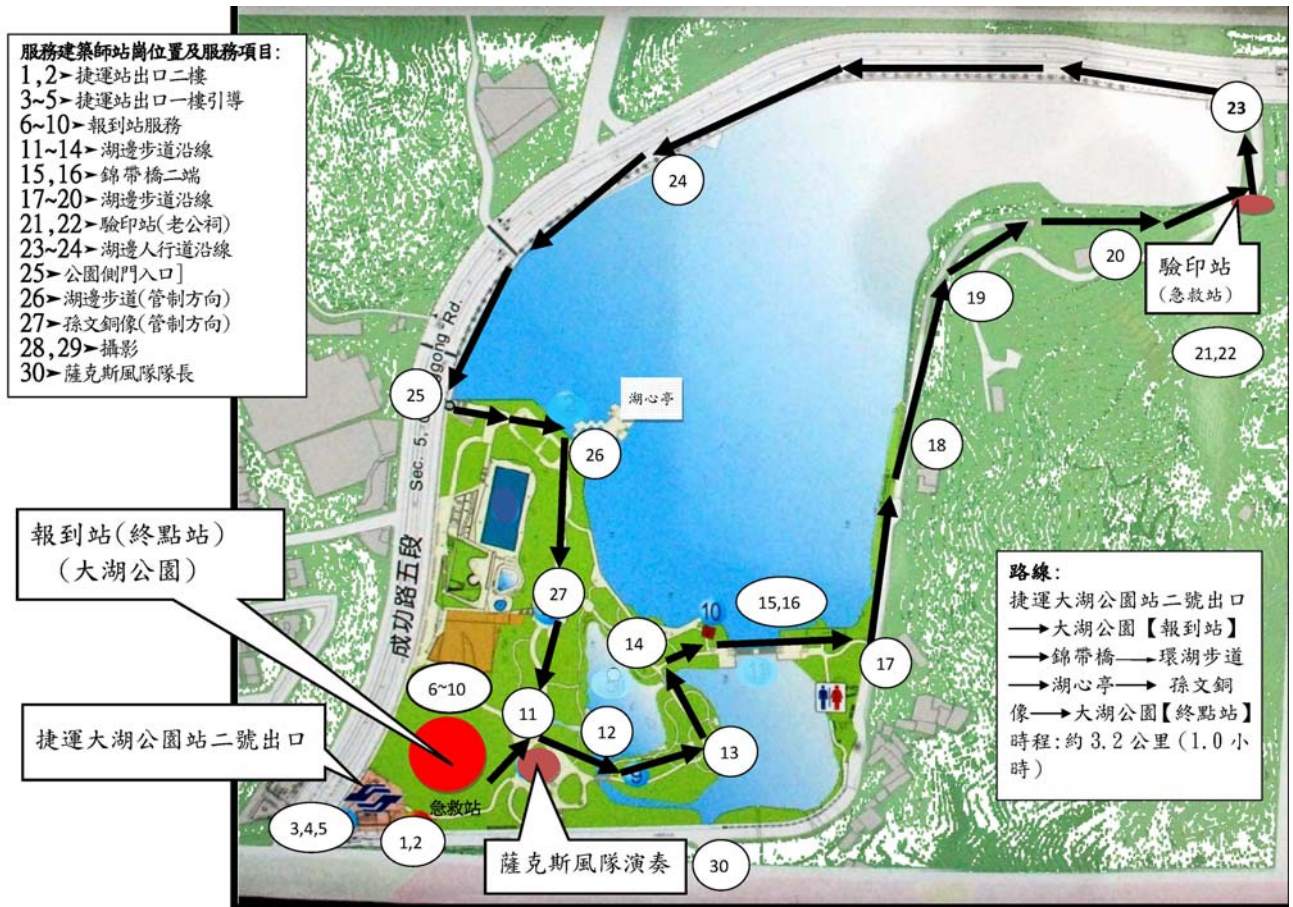 服務建築師站崗位置及服務項目:
1,2➢捷運站出口二樓
3~5➢捷運站出口一樓引導
6~10➢報到站服務
11~14➢湖邊步道沿線
15,16➢錦帶橋二端
17~20➢湖邊步道沿線
21,22➢驗印站(老公祠)
23~24➢湖邊人行道沿線
25➢公園側門入口]
26➢湖邊步道(管制方向)
27➢孫文銅像(管制方向)
28,29➢攝影
30➢薩克斯風隊隊長
23
24
20
驗印站
(急救站)
19
21,22
Sec. 5,
gong Rd.
25
湖心亭
26
18
報到站(終點站)
(大湖公園)
成功路五段
27
10
15,16
14
17
路線:
捷運大湖公園站二號出口
→大湖公園【報到站】
→錦帶橋→環湖步道
→湖心亭→ 孫文銅
像→大湖公園【終點站】
時程:約3.2公里(1.0小
時)
6~10
11
12
13
9
捷運大湖公園站二號出口
急救站
3,4,5
1,2
薩克斯風隊演奏
30